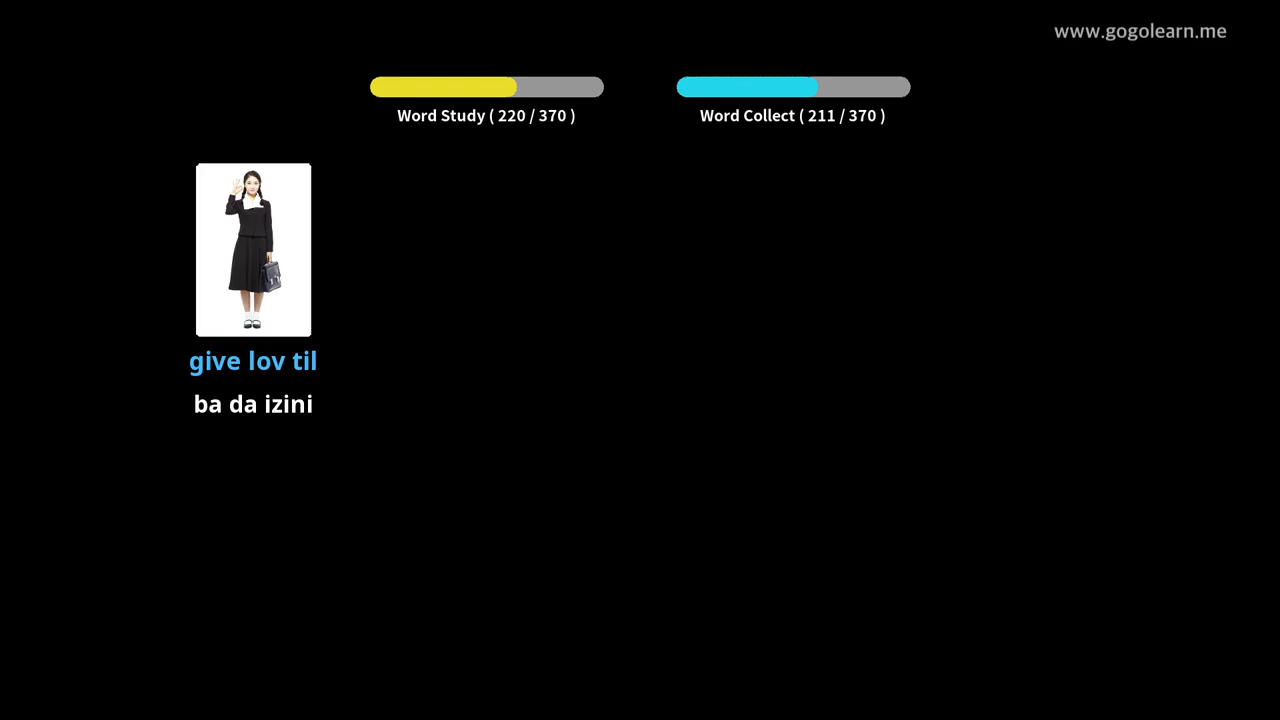 www.gogolearn.me
Word Study ( 220 / 370 )
Word Collect ( 211 / 370 )
give lov til
ba da izini